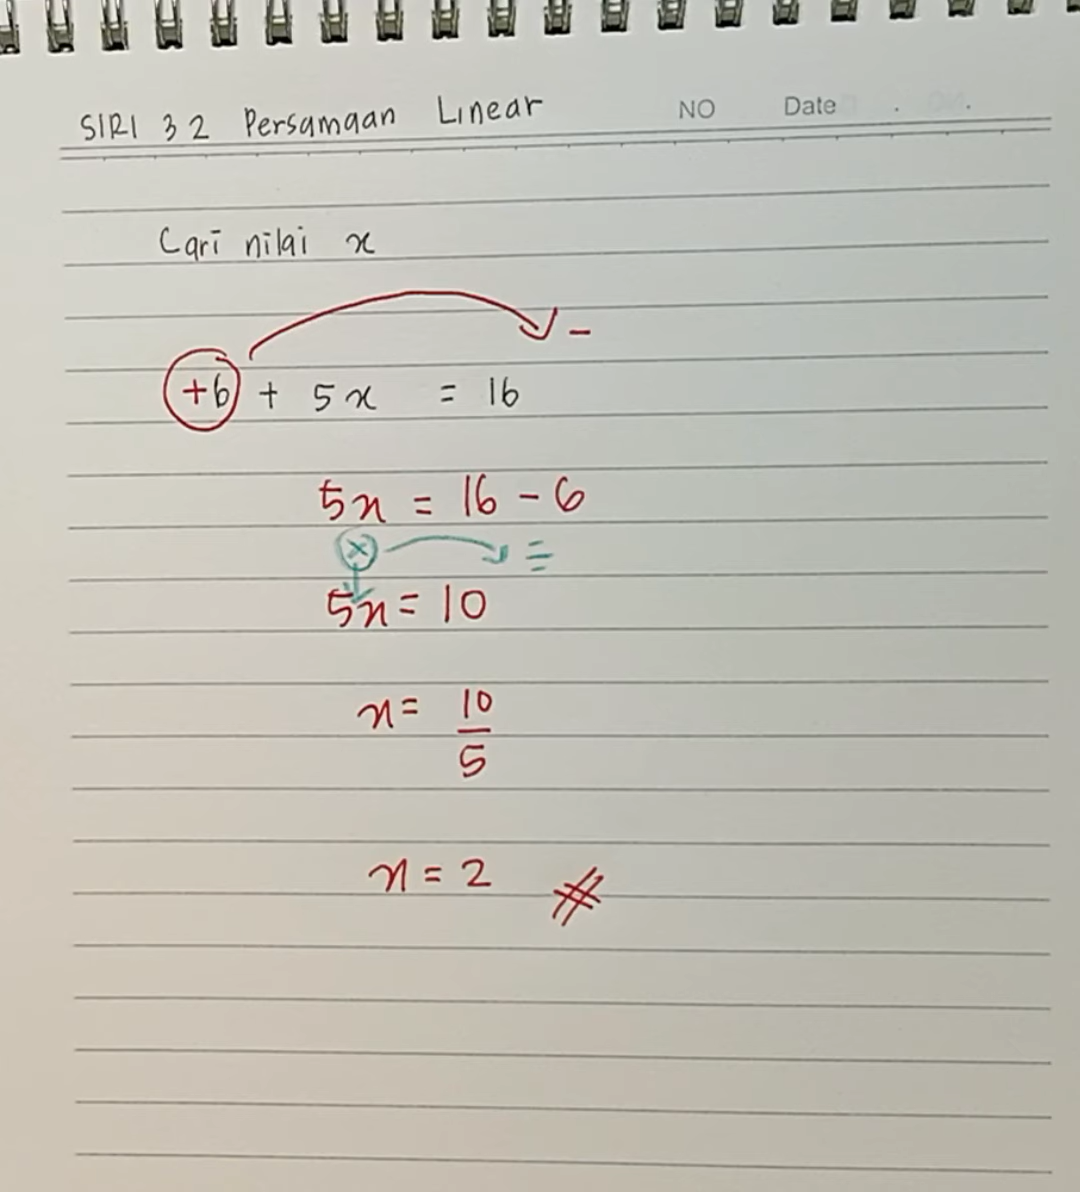 SIRI 32 Persamaan Linear NO Date
Cari nilai x
-
+6 + 5x = 16
5x = 16 - 6
× ÷
5x = 10
x = 10/5
x = 2 #